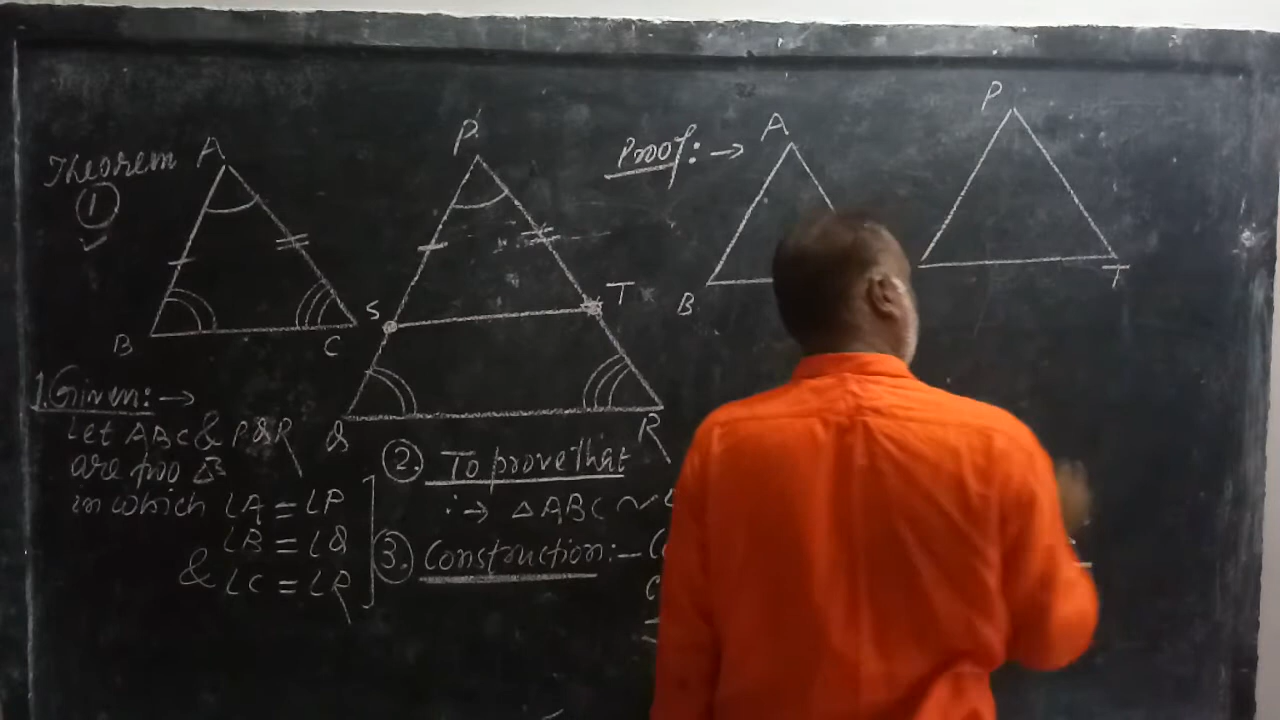 Theorem
1
A
B
C
P
S
T
Q
R
Proof: →
A
B
P
T
1. Given: →
Let ABC & PQR
are two Δs
in which ∠A = ∠P
∠B = ∠Q
& ∠C = ∠R
2. To prove that
: → △ABC ~
3. Construction: –